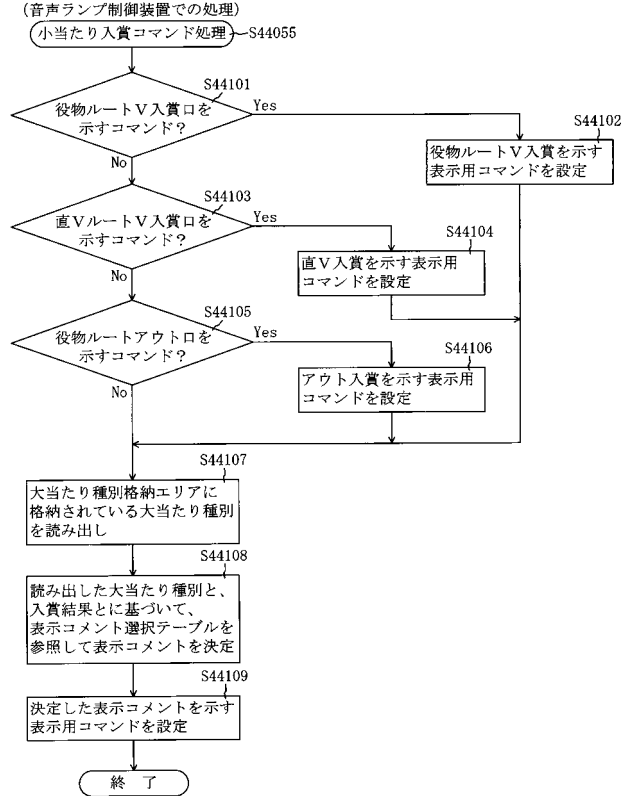 (音声ランプ制御装置での処理)
小当たり入賞コマンド処理
S44055
S44101
役物ルートV入賞口を
示すコマンド?
Yes
No
S44102
役物ルートV入賞を示す
表示用コマンドを設定
S44103
直VルートV入賞口を
示すコマンド?
Yes
No
S44104
直V入賞を示す表示用
コマンドを設定
S44105
役物ルートアウト口を
示すコマンド?
Yes
No
S44106
アウト入賞を示す表示用
コマンドを設定
S44107
大当たり種別格納エリアに
格納されている大当たり種別
を読み出し
S44108
読み出した大当たり種別と、
入賞結果とに基づいて、
表示コメント選択テーブルを
参照して表示コメントを決定
S44109
決定した表示コメントを示す
表示用コマンドを設定
終 了